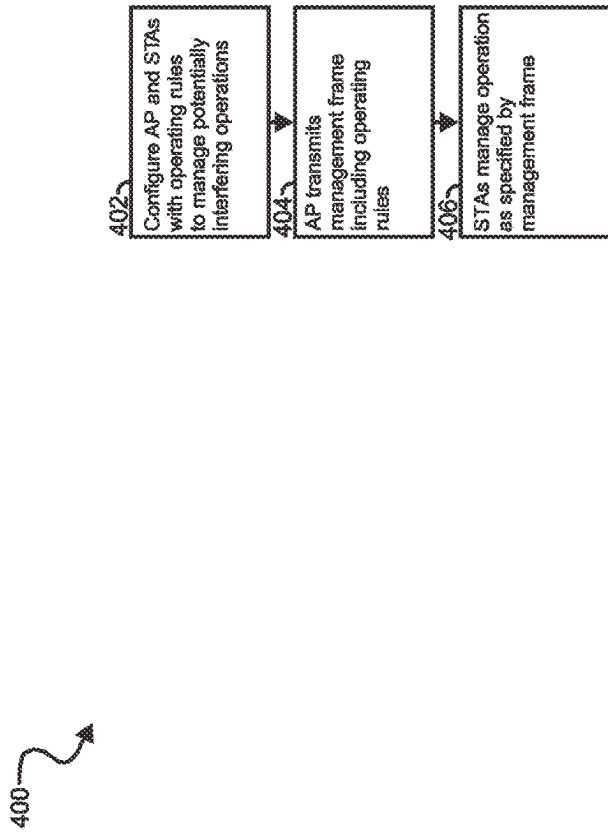 400
402
Configure AP and STAs
with operating rules
to manage potentially
interfering operations
404
AP transmits
management frame
including operating
rules
406
STAs manage operation
as specified by
management frame